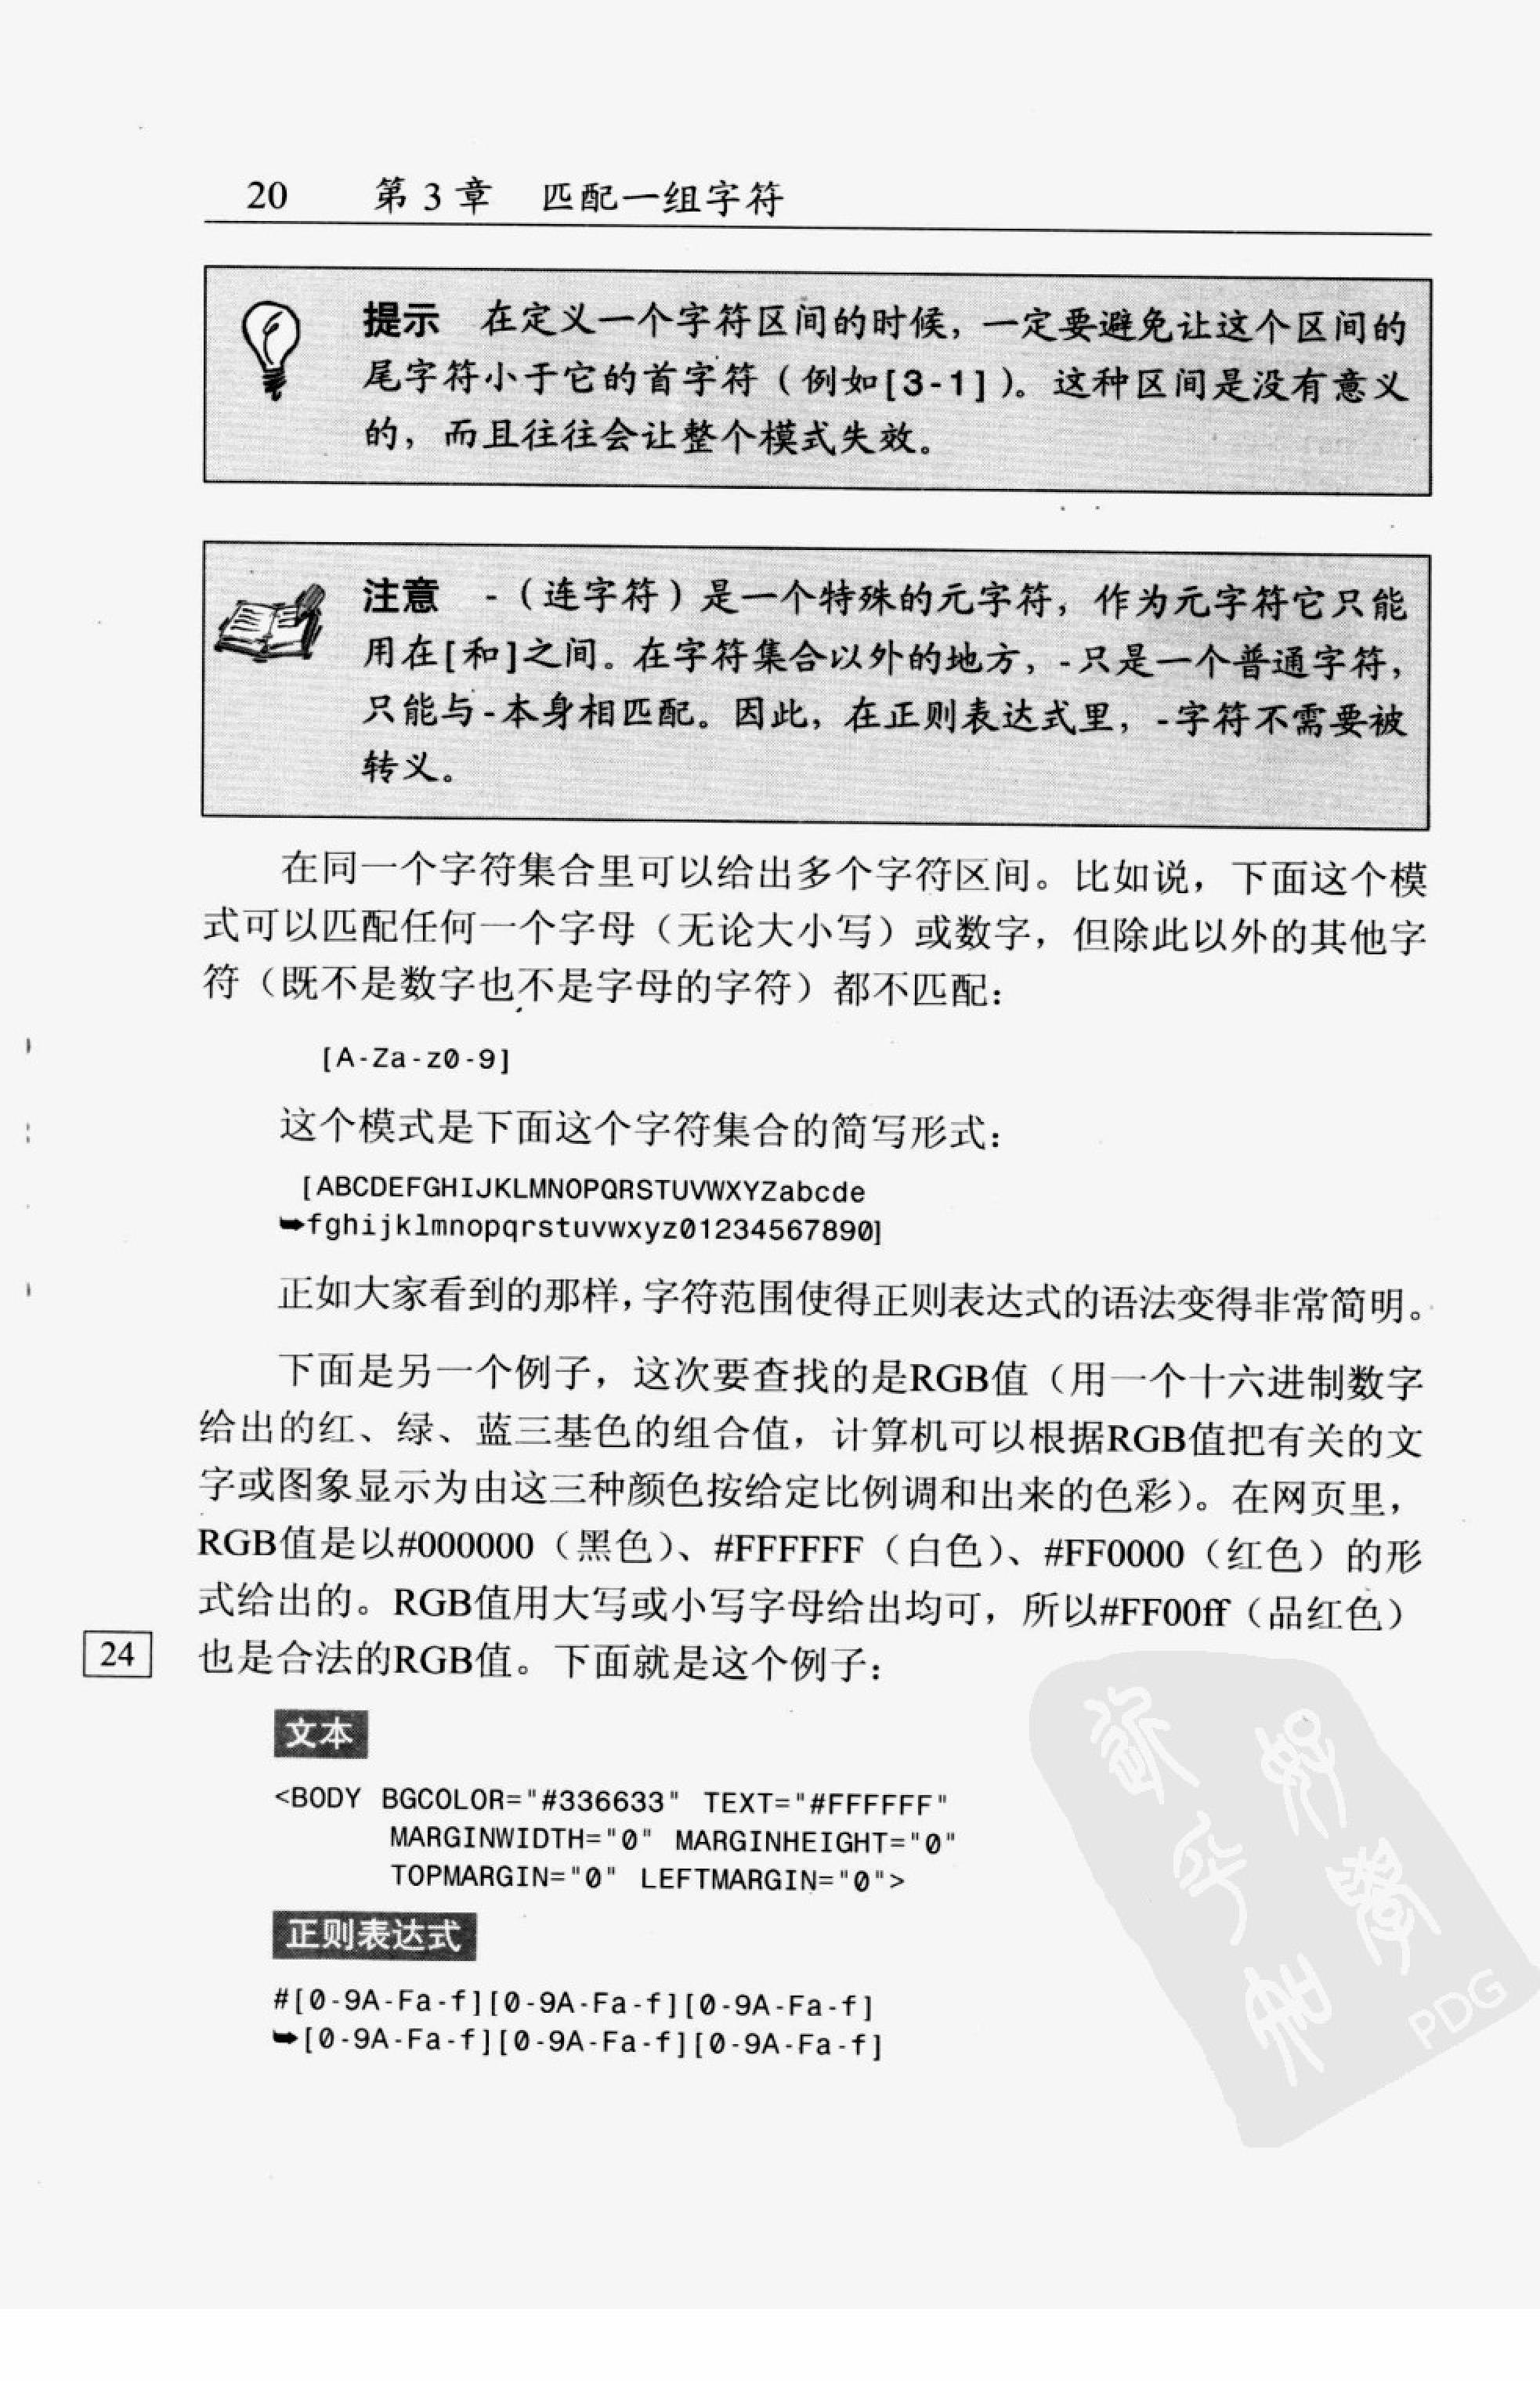 20 第3章 匹配一组字符
提示 在定义一个字符区间的时候，一定要避免让这个区间的
尾字符小于它的首字符（例如[3-1]）。这种区间是没有意义
的，而且往往会让整个模式失效。
注意 -（连字符）是一个特殊的元字符，作为元字符它只能
用在[和]之间。在字符集合以外的地方，-只是一个普通字符，
只能与-本身相匹配。因此，在正则表达式里，-字符不需要被
转义。
在同一个字符集合里可以给出多个字符区间。比如说，下面这个模
式可以匹配任何一个字母（无论大小写）或数字，但除此以外的其他字
符（既不是数字也不是字母的字符）都不匹配：
[A-Za-z0-9]
这个模式是下面这个字符集合的简写形式：
[ABCDEFGHIJKLMNOPQRSTUVWXYZabcde
➥fghijklmnopqrstuvwxyz01234567890]
正如大家看到的那样，字符范围使得正则表达式的语法变得非常简明。
下面是另一个例子，这次要查找的是RGB值（用一个十六进制数字
给出的红、绿、蓝三基色的组合值，计算机可以根据RGB值把有关的文
字或图象显示为由这三种颜色按给定比例调和出来的色彩）。在网页里，
RGB值是以#000000（黑色）、#FFFFFF（白色）、#FF0000（红色）的形
式给出的。RGB值用大写或小写字母给出均可，所以#FF00ff（品红色）
24 也是合法的RGB值。下面就是这个例子：
文本
<BODY BGCOLOR="#336633" TEXT="#FFFFFF"
MARGINWIDTH="0" MARGINHEIGHT="0"
TOPMARGIN="0" LEFTMARGIN="0">
正则表达式
#[0-9A-Fa-f][0-9A-Fa-f][0-9A-Fa-f]
➥[0-9A-Fa-f][0-9A-Fa-f][0-9A-Fa-f]
PDG